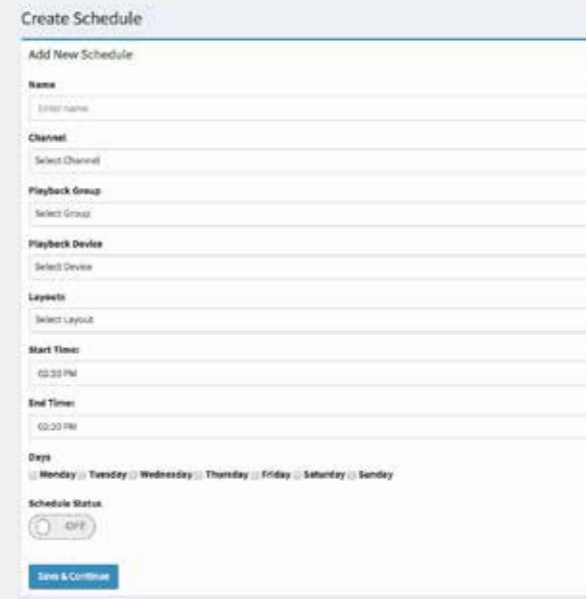 Create Schedule
Add New Schedule
Name
Enter name
Channel
Select Channel
Playback Group
Select Group
Playback Device
Select Device
Layouts
Select Layout
Start Time:
PM
End Time:
PM
Days
Monday Tuesday Wednesday Thursday Friday Saturday Sunday
Schedule Status
OFF
Save & Continue